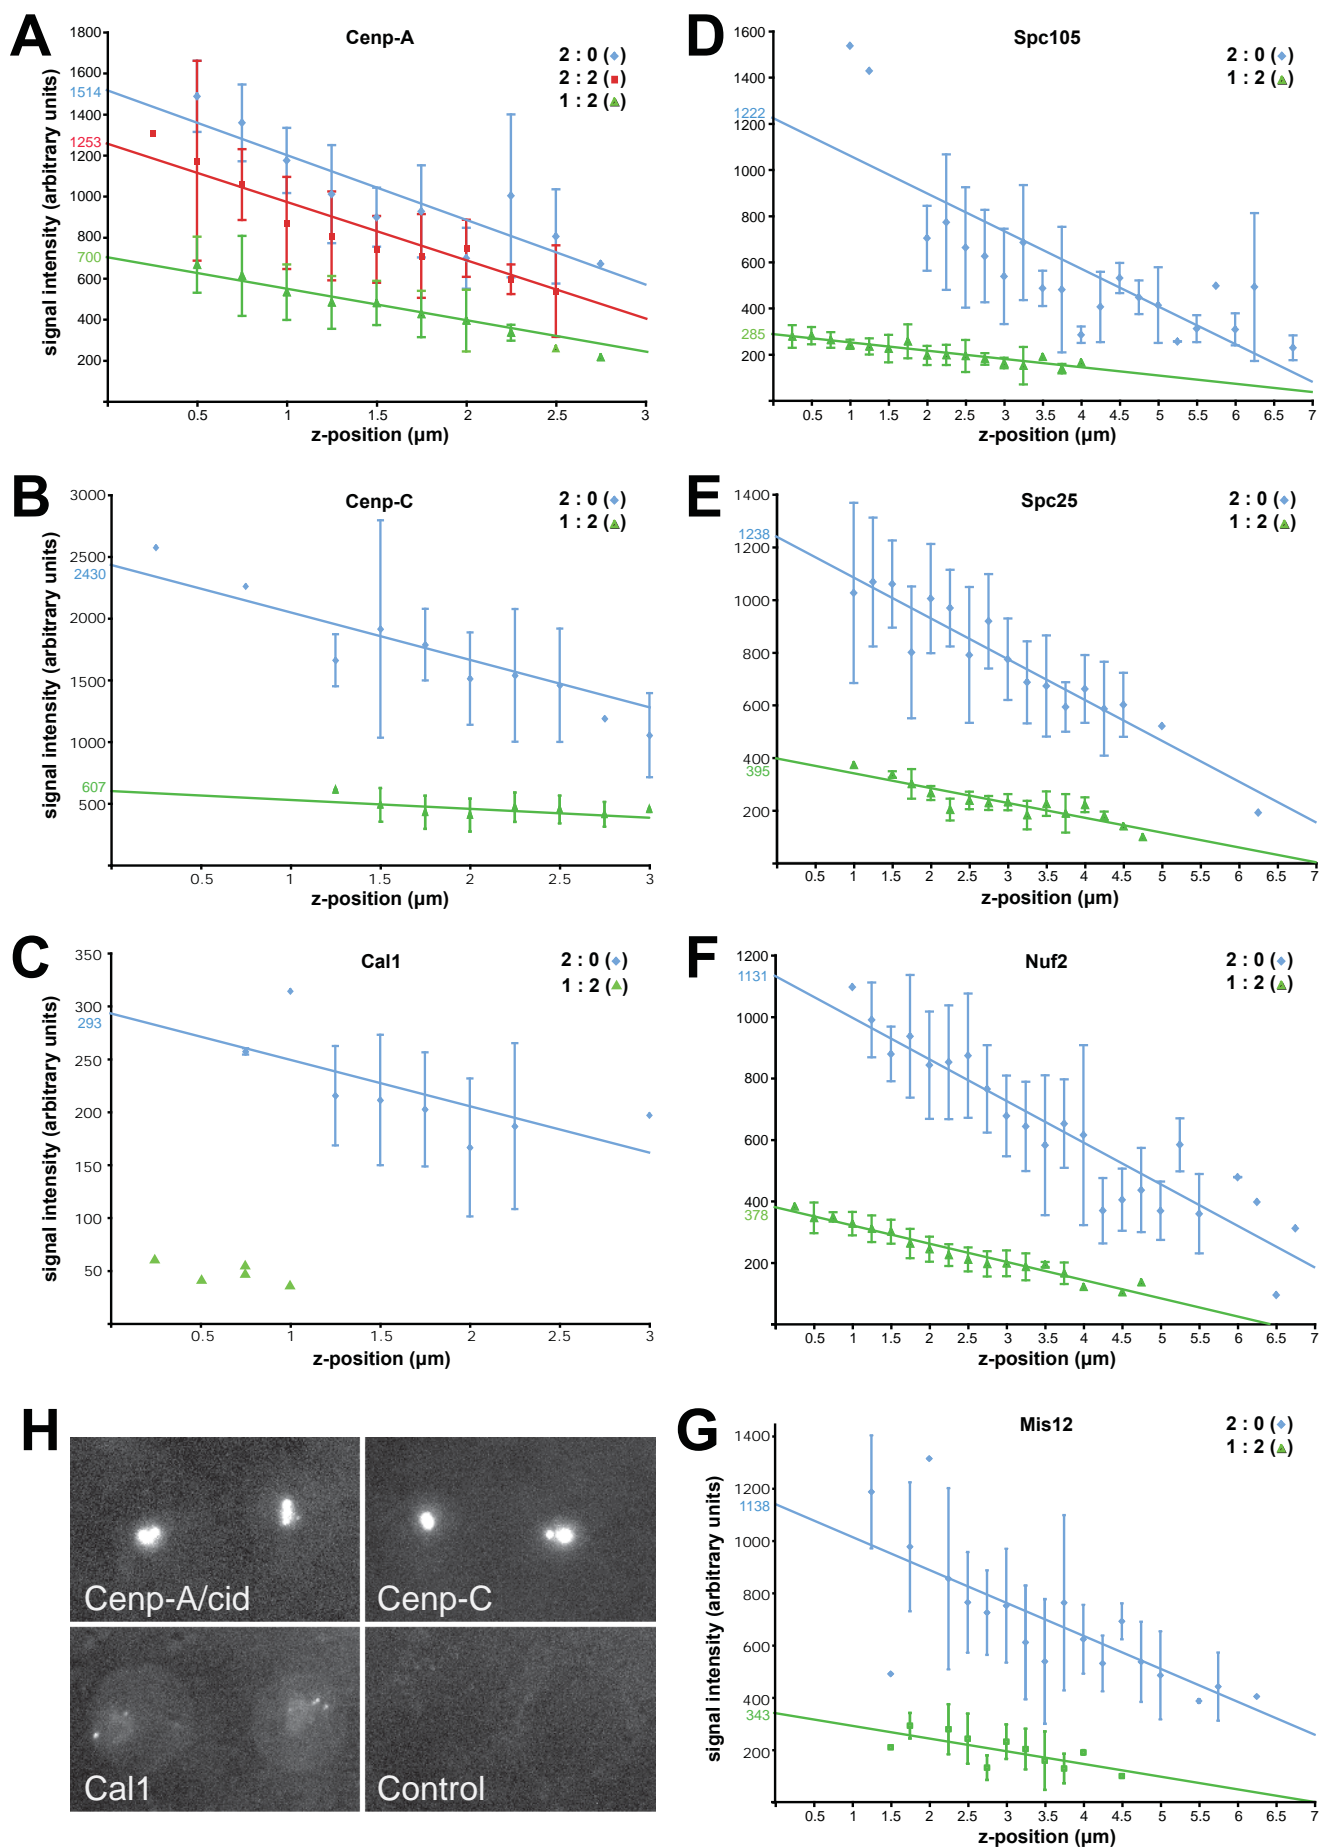 A
Cenp-A
2 : 0 (◆)
2 : 2 (■)
1 : 2 (▲)
signal intensity (arbitrary units)
1800
1600
1514
1400
1253
1200
1000
800
700
600
400
200
0.5 1 1.5 2 2.5 3
z-position (µm)
B
Cenp-C
2 : 0 (◆)
1 : 2 (▲)
signal intensity (arbitrary units)
3000
2500
2430
2000
1500
1000
607
500
0.5 1 1.5 2 2.5 3
z-position (µm)
C
Cal1
2 : 0 (◆)
1 : 2 (▲)
signal intensity (arbitrary units)
350
300
293
250
200
150
100
50
0.5 1 1.5 2 2.5 3
z-position (µm)
D
Spc105
2 : 0 (◆)
1 : 2 (▲)
1600
1400
1222
1200
800
600
400
285
200
0.5 1 1.5 2 2.5 3 3.5 4 4.5 5 5.5 6 6.5 7
z-position (µm)
E
Spc25
2 : 0 (◆)
1 : 2 (▲)
1400
1238
1200
1000
800
600
400
395
200
0.5 1 1.5 2 2.5 3 3.5 4 4.5 5 5.5 6 6.5 7
z-position (µm)
F
Nuf2
2 : 0 (◆)
1 : 2 (▲)
1200
1131
1000
800
600
400
378
200
0.5 1 1.5 2 2.5 3 3.5 4 4.5 5 5.5 6 6.5 7
z-position (µm)
G
Mis12
2 : 0 (◆)
1 : 2 (▲)
signal intensity (arbitrary units)
1400
1200
1138
1000
800
600
400
343
200
0.5 1 1.5 2 2.5 3 3.5 4 4.5 5 5.5 6 6.5 7
z-position (µm)
H
Cenp-A/cid
Cenp-C
Cal1
Control